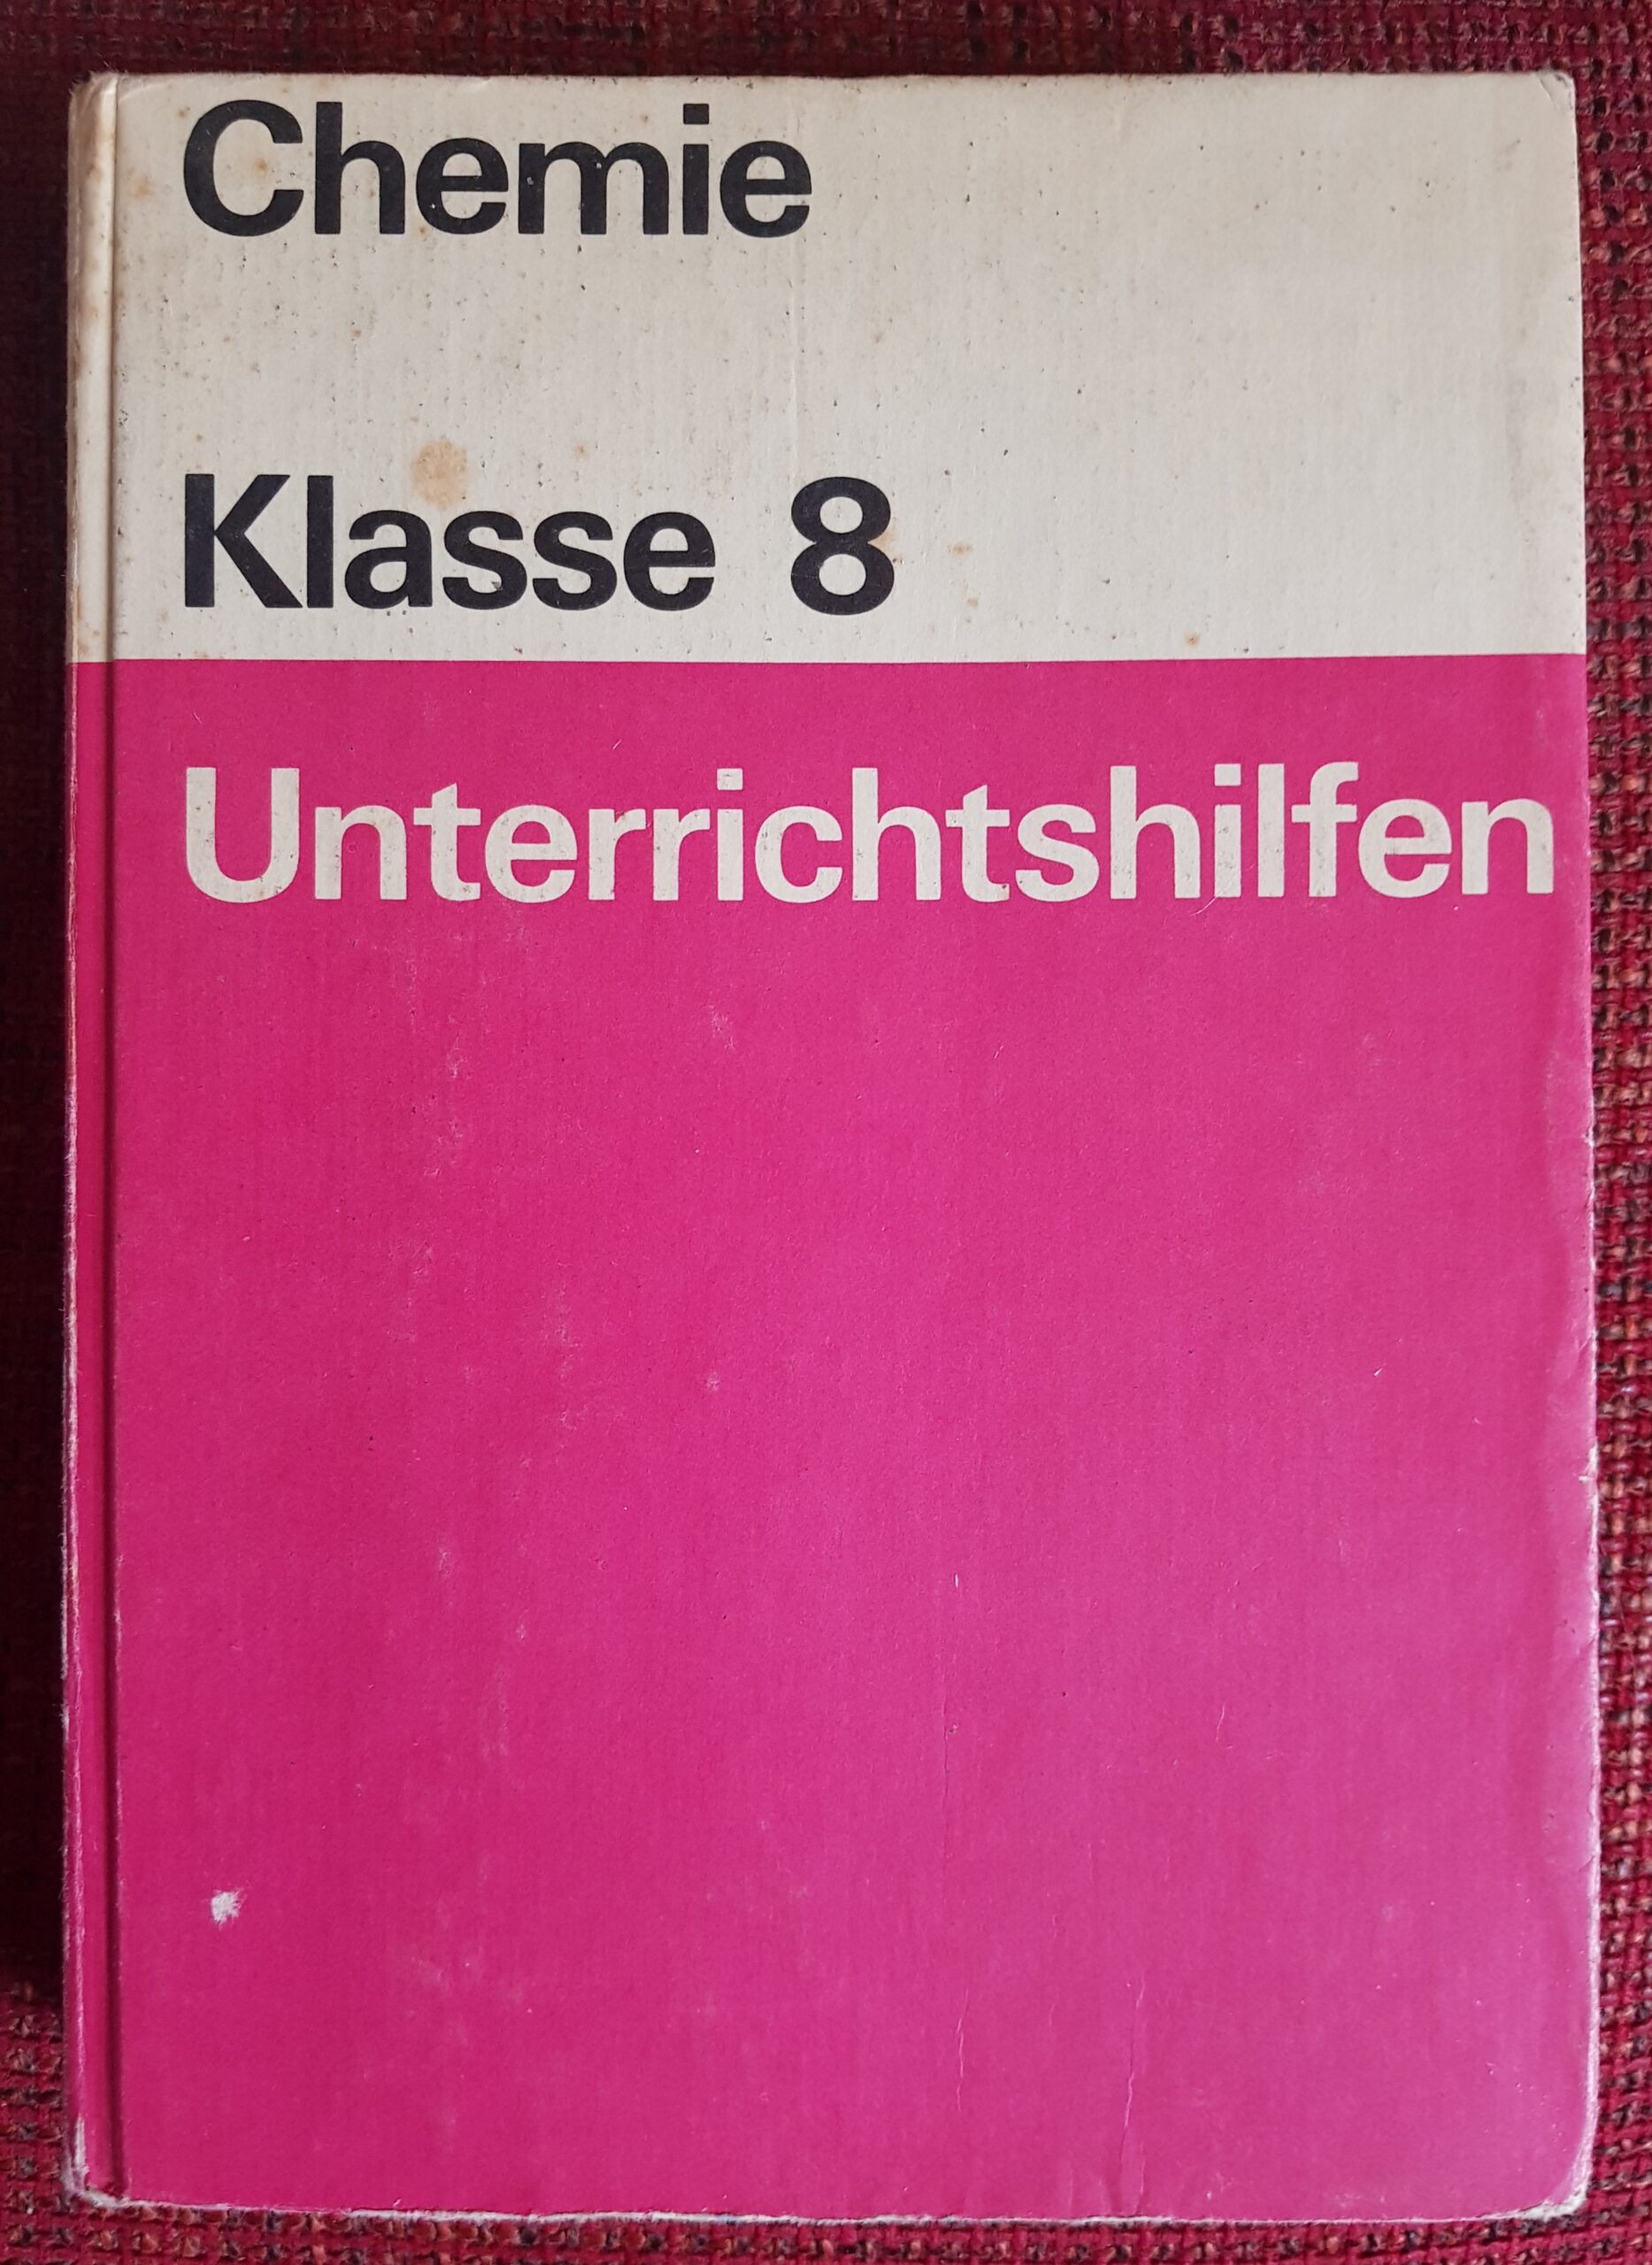 Chemie
Klasse 8
Unterrichtshilfen